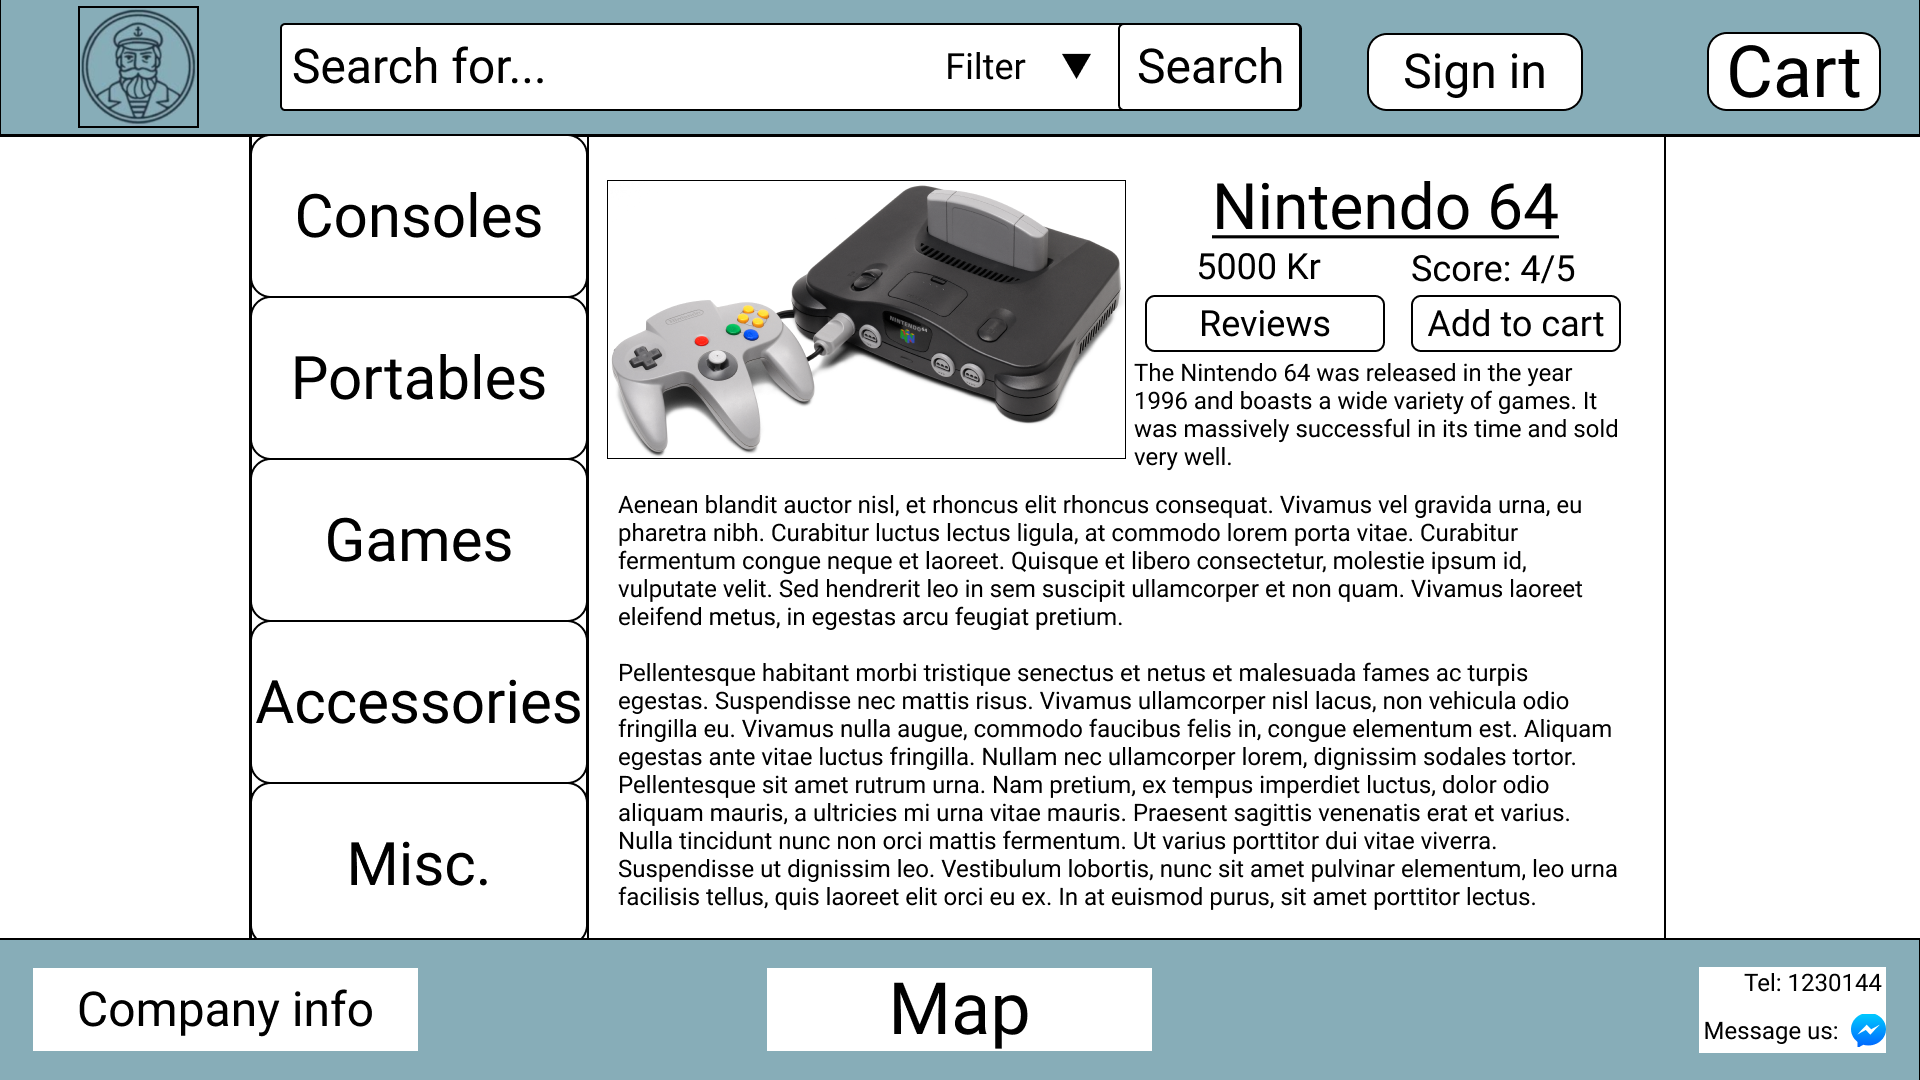 Search for...
Filter
Search
Sign in
Cart
Consoles
Portables
Games
Accessories
Misc.
Nintendo 64
5000 Kr
Score: 4/5
Reviews
Add to cart
The Nintendo 64 was released in the year
1996 and boasts a wide variety of games. It
was massively successful in its time and sold
very well.
NINTENDO64
Aenean blandit auctor nisl, et rhoncus elit rhoncus consequat. Vivamus vel gravida urna, eu
pharetra nibh. Curabitur luctus lectus ligula, at commodo lorem porta vitae. Curabitur
fermentum congue neque et laoreet. Quisque et libero consectetur, molestie ipsum id,
vulputate velit. Sed hendrerit leo in sem suscipit ullamcorper et non quam. Vivamus laoreet
eleifend metus, in egestas arcu feugiat pretium.
Pellentesque habitant morbi tristique senectus et netus et malesuada fames ac turpis
egestas. Suspendisse nec mattis risus. Vivamus ullamcorper nisl lacus, non vehicula odio
fringilla eu. Vivamus nulla augue, commodo faucibus felis in, congue elementum est. Aliquam
egestas ante vitae luctus fringilla. Nullam nec ullamcorper lorem, dignissim sodales tortor.
Pellentesque sit amet rutrum urna. Nam pretium, ex tempus imperdiet luctus, dolor odio
aliquam mauris, a ultricies mi urna vitae mauris. Praesent sagittis venenatis erat et varius.
Nulla tincidunt nunc non orci mattis fermentum. Ut varius porttitor dui vitae viverra.
Suspendisse ut dignissim leo. Vestibulum lobortis, nunc sit amet pulvinar elementum, leo urna
facilisis tellus, quis laoreet elit orci eu ex. In at euismod purus, sit amet porttitor lectus.
Company info
Map
Tel: 1230144
Message us: